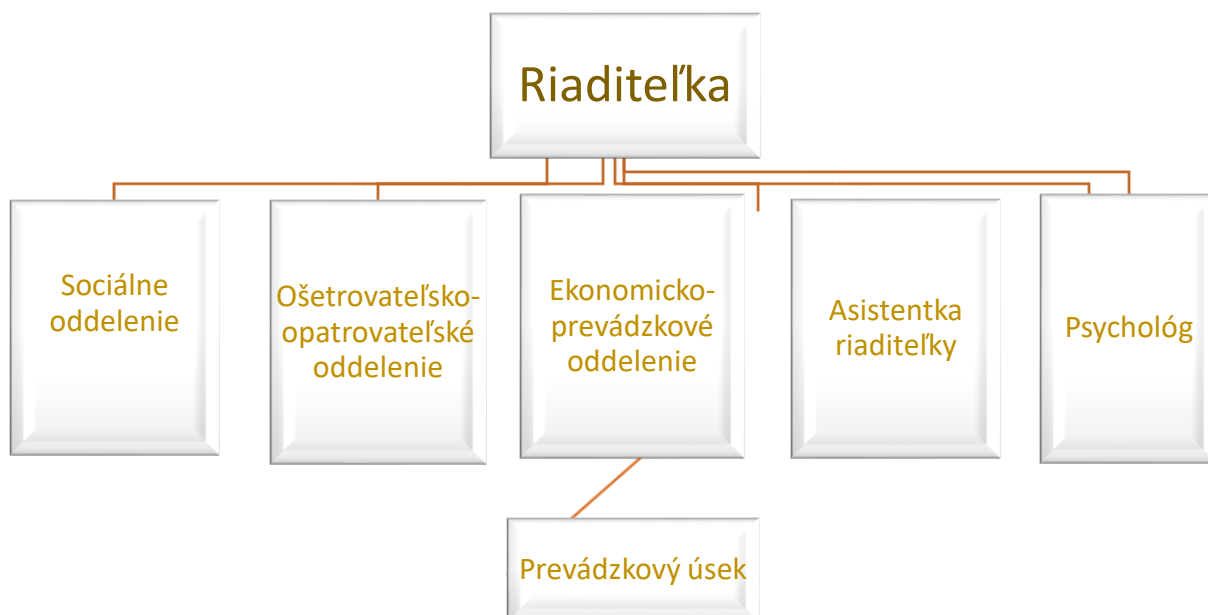 Riaditeľka
Sociálne
oddelenie
Ošetrovateľsko-
opatrovateľské
oddelenie
Ekonomicko-
prevádzkové
oddelenie
Asistentka
riaditeľky
Psychológ
Prevádzkový úsek